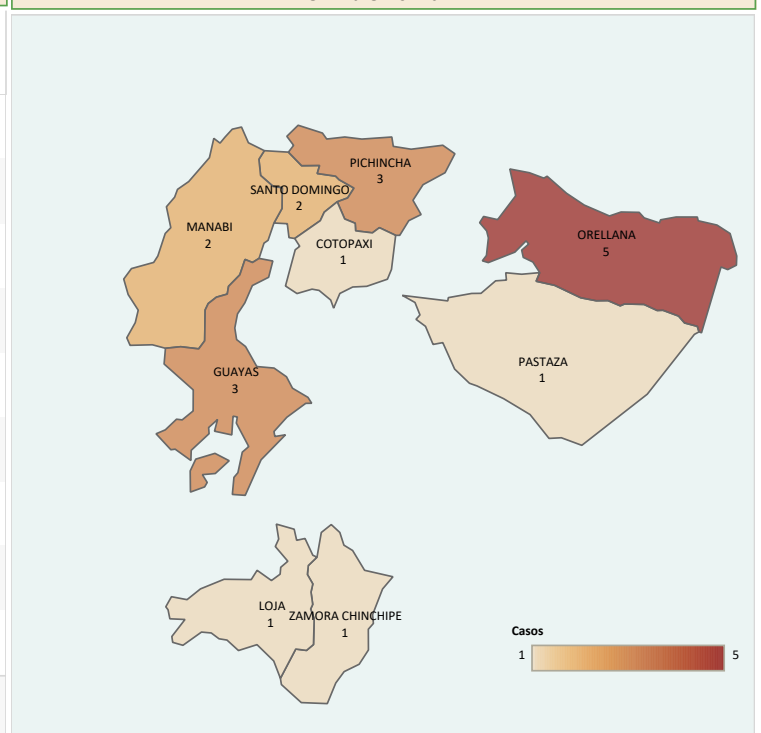 PICHINCHA
3
SANTO DOMINGO
2
MANABI
2
COTOPAXI
1
ORELLANA
5
PASTAZA
1
GUAYAS
3
LOJA
1
ZAMORA CHINCHIPE
1
Casos
1
5